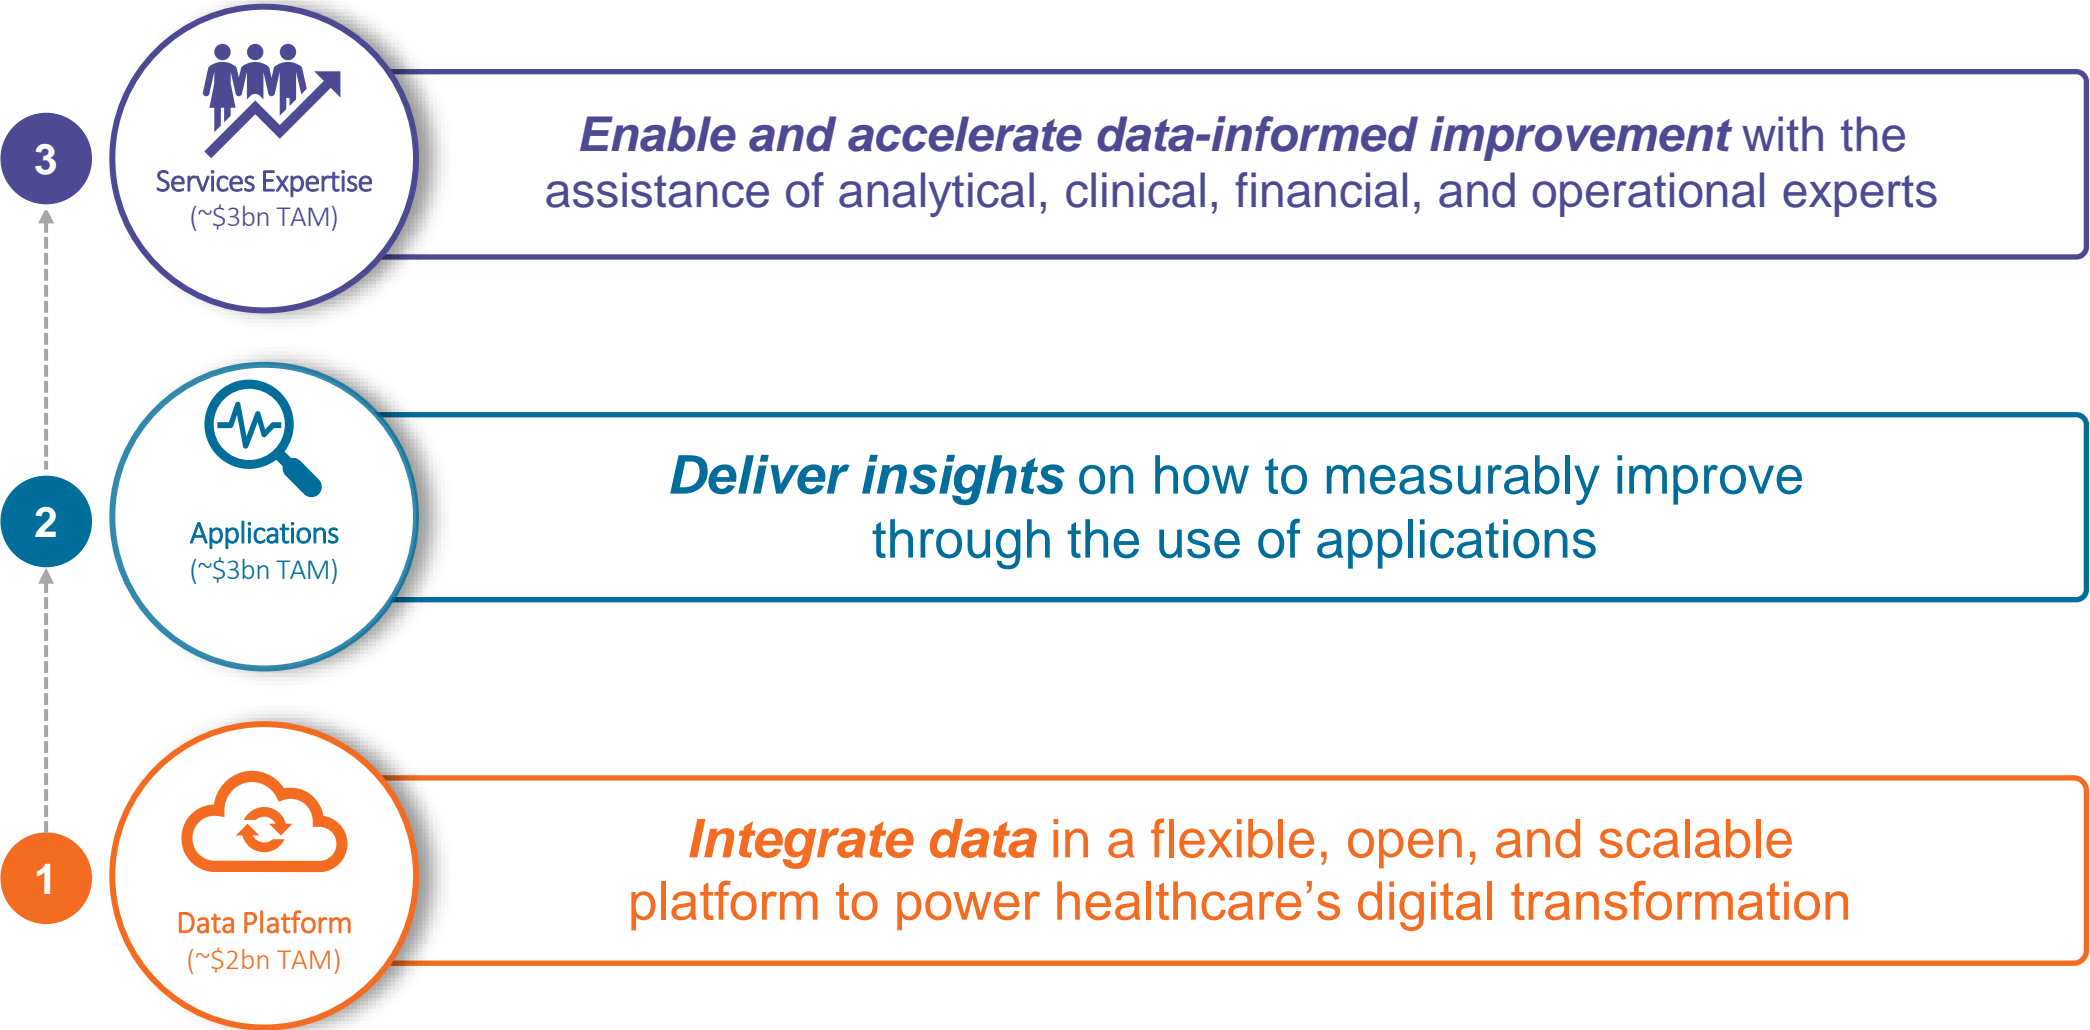 3
Services Expertise
(~$3bn TAM)
Enable and accelerate data-informed improvement with the
assistance of analytical, clinical, financial, and operational experts
2
Applications
(~$3bn TAM)
Deliver insights on how to measurably improve
through the use of applications
1
Data Platform
(~$2bn TAM)
Integrate data in a flexible, open, and scalable
platform to power healthcare’s digital transformation